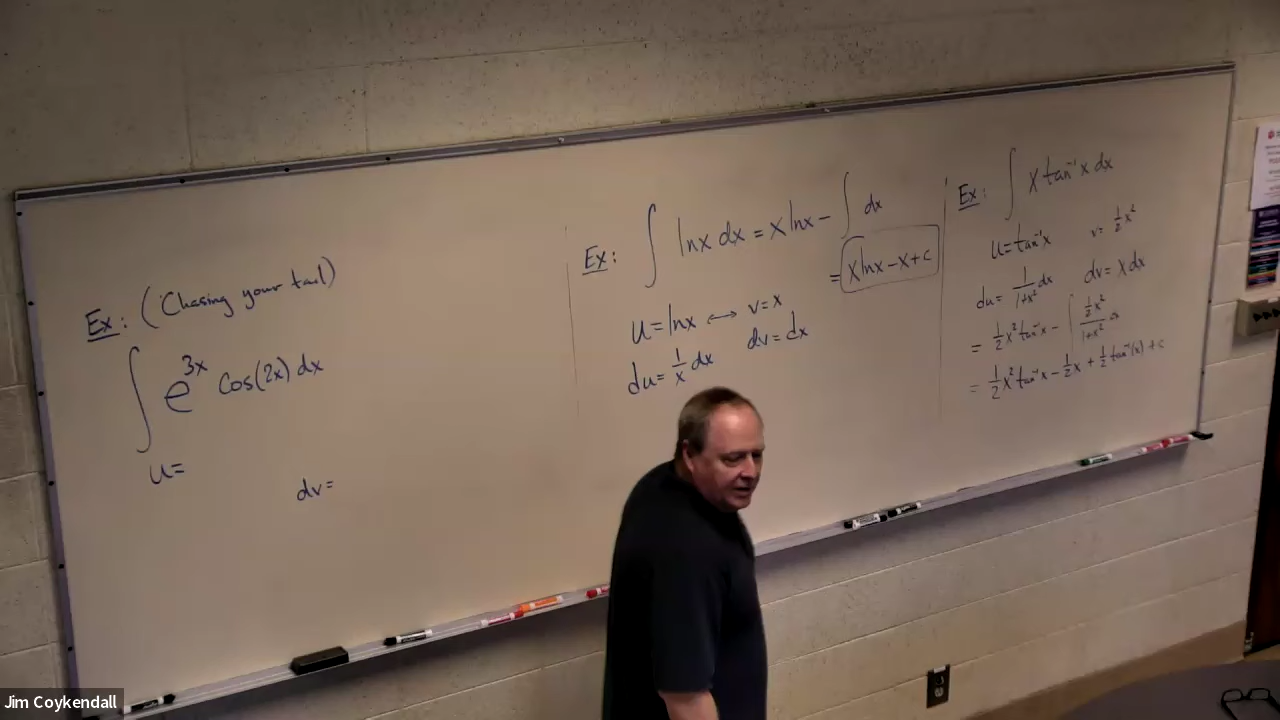 Ex: (Chasing your tail)
∫ e^{3x} cos(2x) dx
u=
dv=
Ex: ∫ lnx dx = x lnx - ∫ dx
= x lnx - x + c
u = lnx ⟷ v = x
du = 1/x dx dv = dx
Ex: ∫ x tan⁻¹x dx
u = tan⁻¹x v = ½x²
du = 1/(1+x²) dx dv = x dx
= ½x² tan⁻¹x - ∫ ½x²/(1+x²) dx
= ½x² tan⁻¹x - ½x + ½ tan⁻¹(x) + c
Jim Coykendall